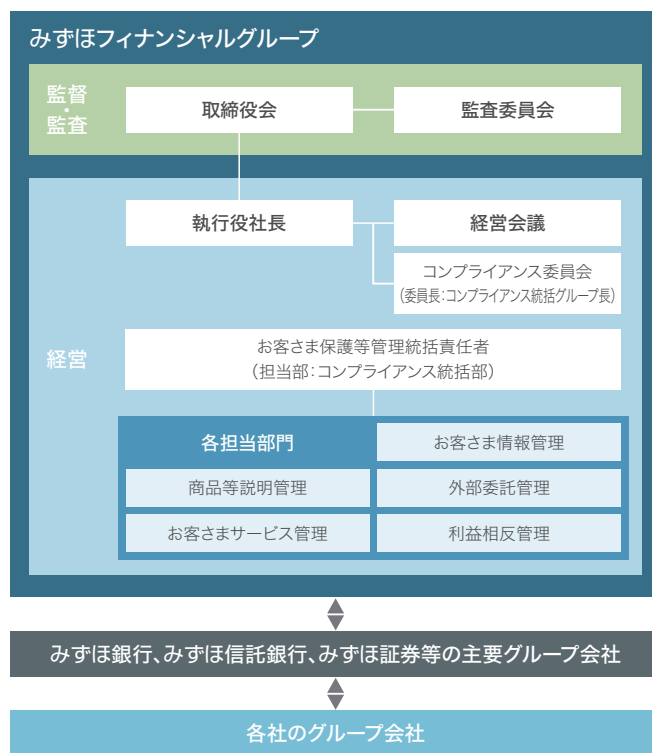 みずほフィナンシャルグループ
監督・監査
取締役会
監査委員会
経営
執行役社長
経営会議
コンプライアンス委員会
(委員長:コンプライアンス統括グループ長)
お客さま保護等管理統括責任者
(担当部:コンプライアンス統括部)
各担当部門
お客さま情報管理
商品等説明管理
外部委託管理
お客さまサービス管理
利益相反管理
みずほ銀行、みずほ信託銀行、みずほ証券等の主要グループ会社
各社のグループ会社